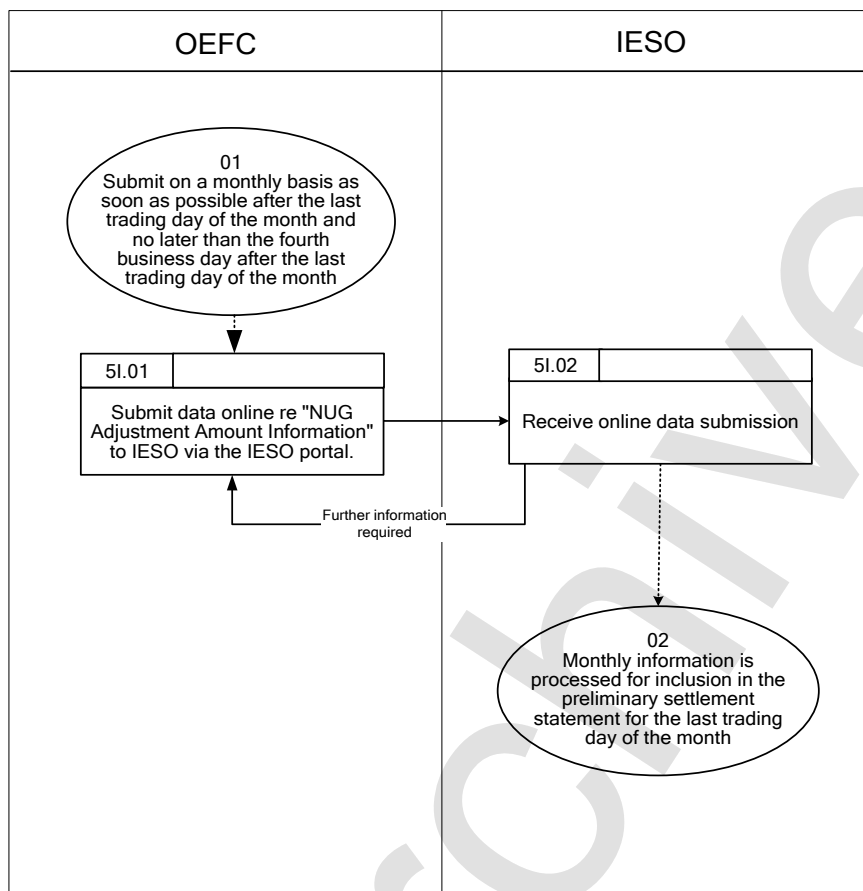 OEFC
IESO
01
Submit on a monthly basis as
soon as possible after the last
trading day of the month and
no later than the fourth
business day after the last
trading day of the month
5I.01
Submit data online re "NUG
Adjustment Amount Information"
to IESO via the IESO portal.
5I.02
Receive online data submission
Further information
required
02
Monthly information is
processed for inclusion in the
preliminary settlement
statement for the last trading
day of the month